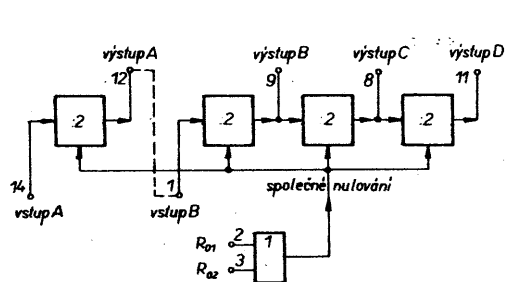 výstup A
výstup B
výstup C
výstup D
12
9
8
11
:2
:2
:2
:2
14
1
vstup A
vstup B
společné nulování
R01
2
1
R02
3